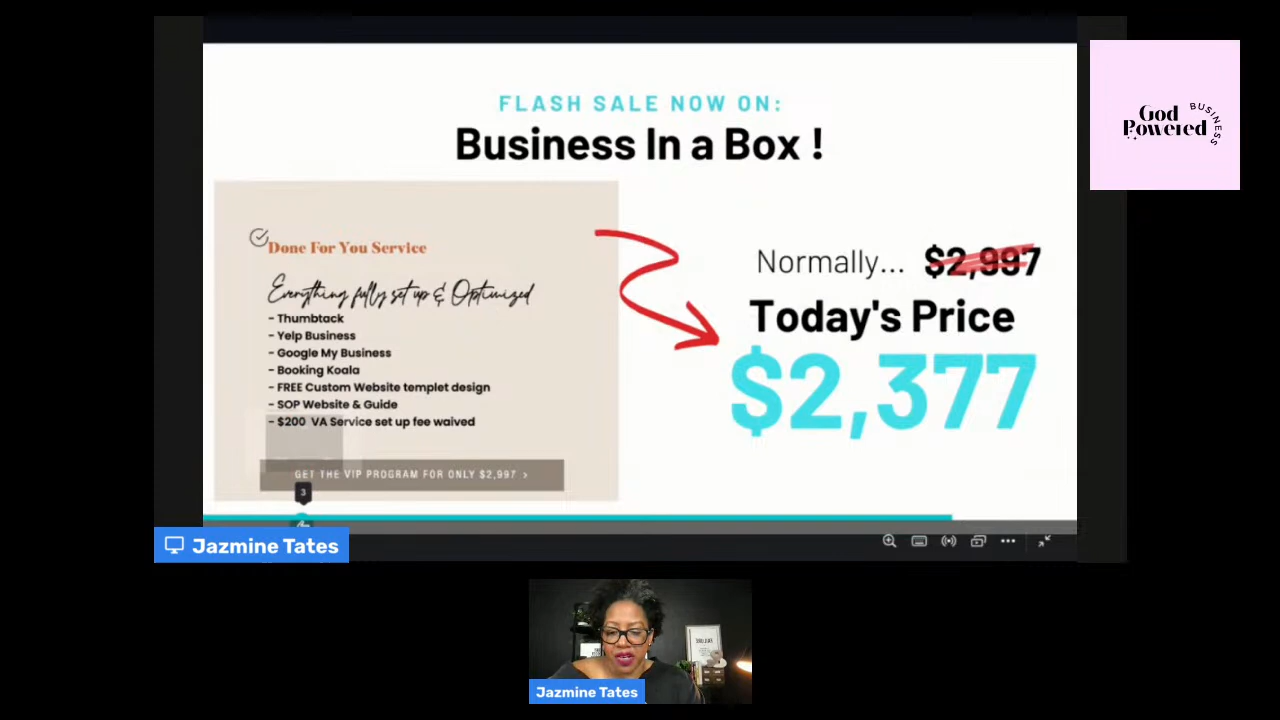 FLASH SALE NOW ON:
Business In a Box !
God
Powered
BUSINESS
Done For You Service
Everything fully set up & Optimized
- Thumbtack
- Yelp Business
- Google My Business
- Booking Koala
- FREE Custom Website templet design
- SOP Website & Guide
- $200 VA Service set up fee waived
GET THE VIP PROGRAM FOR ONLY $2,997 >
3
Normally... $2,997
Today's Price
$2,377
Jazmine Tates
Jazmine Tates